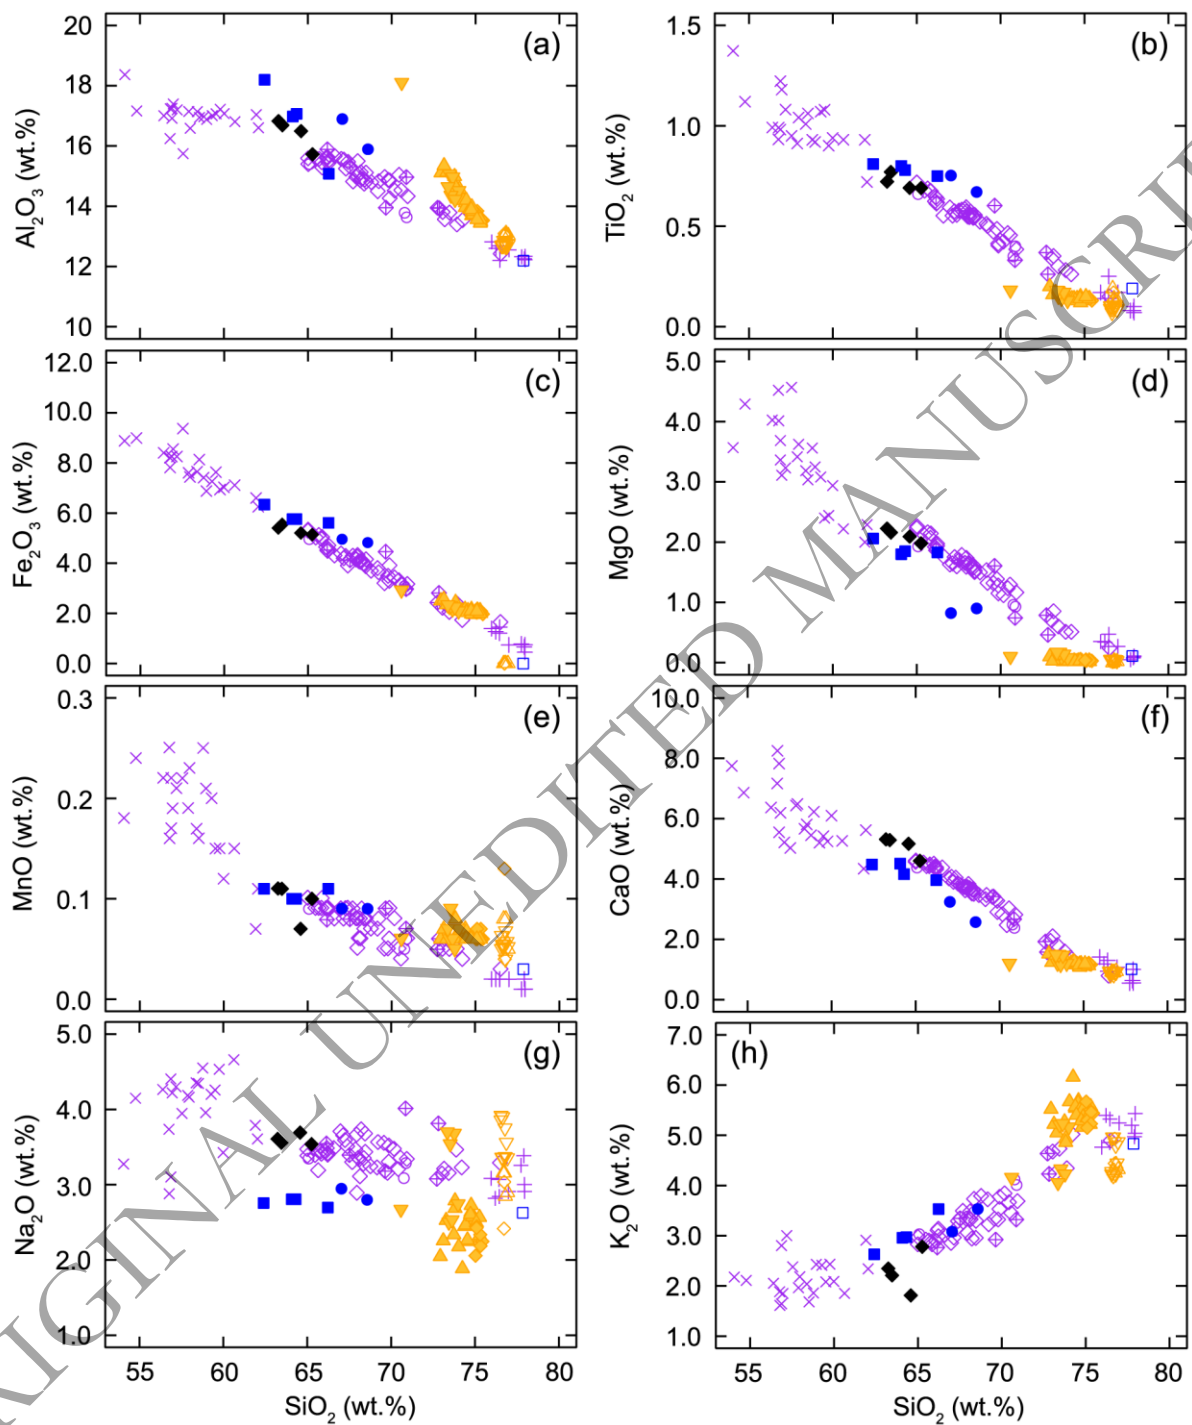 20
18
16
14
12
10
Al2O3 (wt.%)
(a)
1.5
1.0
0.5
0.0
TiO2 (wt.%)
(b)
12.0
10.0
8.0
6.0
4.0
2.0
0.0
Fe2O3 (wt.%)
(c)
5.0
4.0
3.0
2.0
1.0
0.0
MgO (wt.%)
(d)
0.3
0.2
0.1
0.0
MnO (wt.%)
(e)
10.0
8.0
6.0
4.0
2.0
0.0
CaO (wt.%)
(f)
5.0
4.0
3.0
2.0
1.0
Na2O (wt.%)
(g)
55 60 65 70 75 80
SiO2 (wt.%)
7.0
6.0
5.0
4.0
3.0
2.0
1.0
K2O (wt.%)
(h)
55 60 65 70 75 80
SiO2 (wt.%)
ORIGINAL UNEDITED MANUSCRI